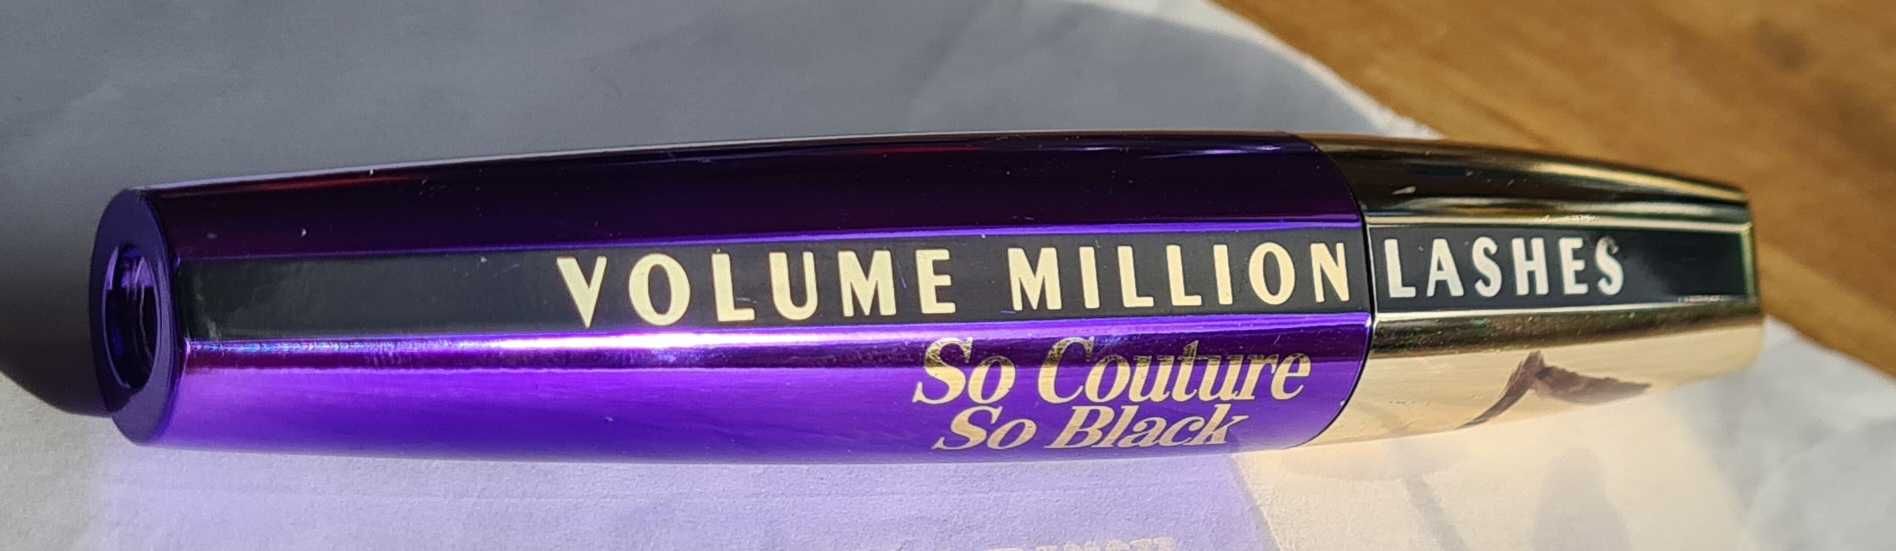 VOLUME MILLION LASHES
So Couture
So Black